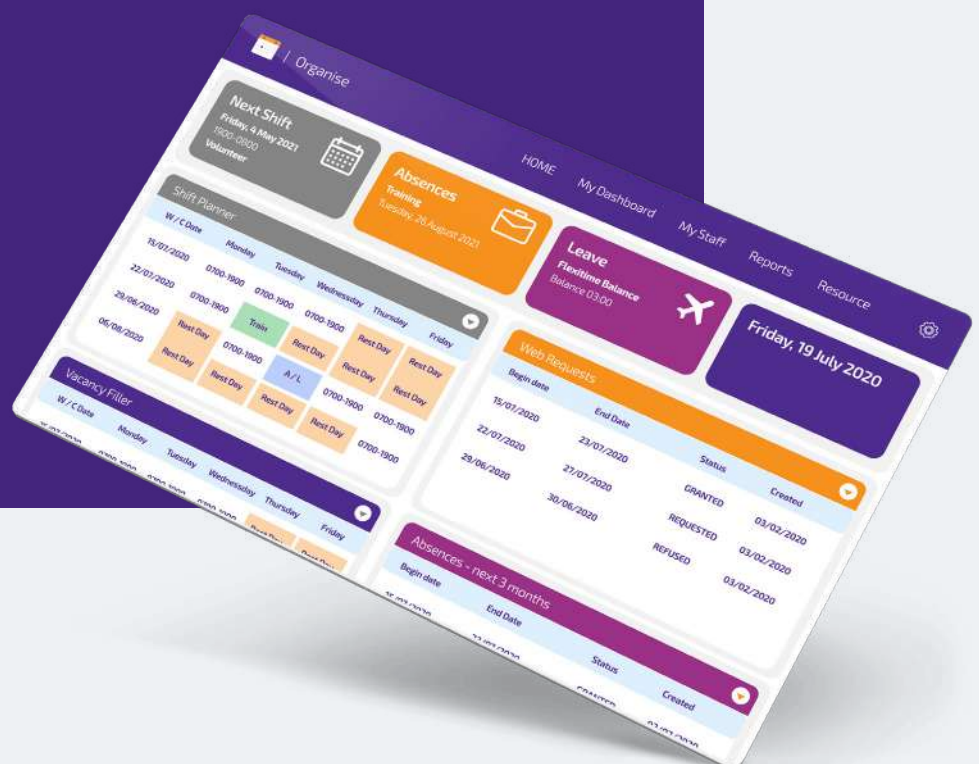 | Organise
HOME My Dashboard My Staff Reports Resource
Next Shift
Friday, 4 May 2021
1900-0800
Volunteer
Absences
Training
Tuesday, 26 August 2021
Leave
Flexitime Balance
Balance 03:00
Friday, 19 July 2020
Shift Planner
W / C Date Monday Tuesday Wednessday Thursday Friday
15/07/2020 0700-1900 0700-1900 0700-1900 Rest Day Rest Day
22/07/2020 0700-1900 Train Rest Day Rest Day Rest Day
29/06/2020 Rest Day 0700-1900 A / L 0700-1900 0700-1900
06/08/2020 Rest Day Rest Day Rest Day Rest Day 0700-1900
Web Requests
Begin date End Date Status Created
15/07/2020 23/07/2020 GRANTED 03/02/2020
22/07/2020 27/07/2020 REQUESTED 03/02/2020
29/06/2020 30/06/2020 REFUSED 03/02/2020
Vacancy Filler
W / C Date Monday Tuesday Wednessday Thursday Friday
Absences - next 3 months
Begin date End Date Status Created